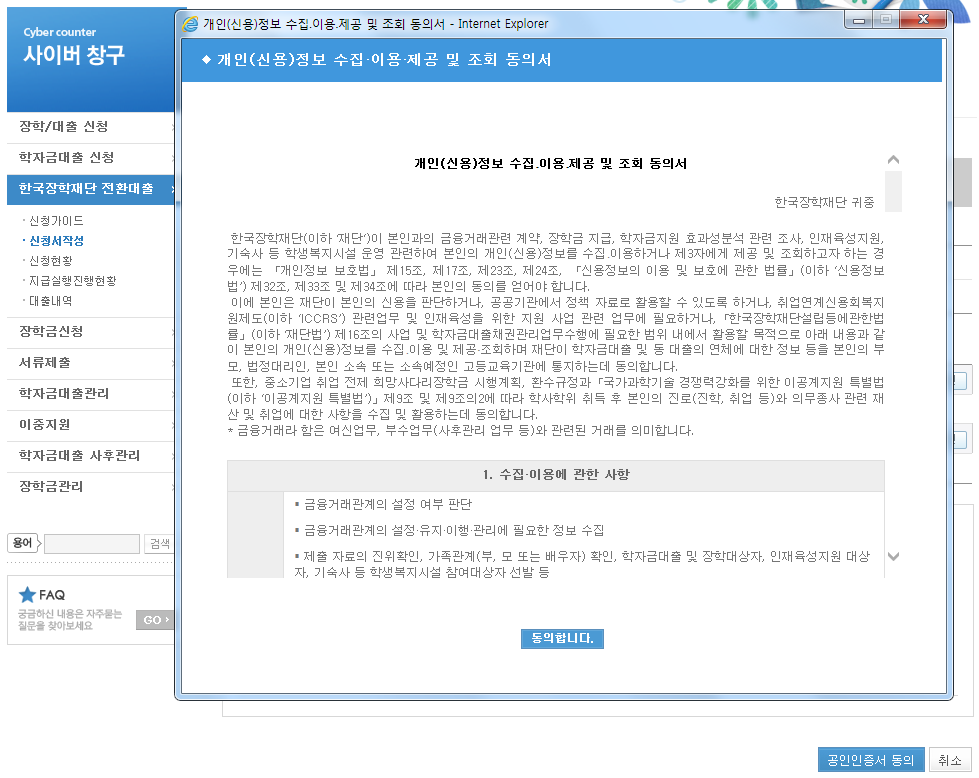 Cyber counter
사이버 창구
장학/대출 신청
학자금대출 신청
한국장학재단 전환대출
· 신청가이드
· 신청서작성
· 신청현황
· 지급실행진행현황
· 대출내역
장학금신청
서류제출
학자금대출관리
이중지원
학자금대출 사후관리
장학금관리
용어
검색
FAQ
궁금하신 내용은 자주묻는
질문을 찾아보세요
GO ›
개인(신용)정보 수집.이용.제공 및 조회 동의서 - Internet Explorer
◆ 개인(신용)정보 수집·이용·제공 및 조회 동의서
개인(신용)정보 수집.이용.제공 및 조회 동의서
한국장학재단 귀중
한국장학재단(이하 '재단')이 본인과의 금융거래관련 계약, 장학금 지급, 학자금지원 효과성분석 관련 조사, 인재육성지원,
기숙사 등 학생복지시설 운영 관련하여 본인의 개인(신용)정보를 수집.이용하거나 제3자에게 제공 및 조회하고자 하는 경
우에는 「개인정보 보호법」 제15조, 제17조, 제23조, 제24조, 「신용정보의 이용 및 보호에 관한 법률」(이하 '신용정보
법') 제32조, 제33조 및 제34조에 따라 본인의 동의를 얻어야 합니다.
이에 본인은 재단이 본인의 신용을 판단하거나, 공공기관에서 정책 자료로 활용할 수 있도록 하거나, 취업연계신용회복지
원제도(이하 'ICCRS') 관련업무 및 인재육성을 위한 지원 사업 관련 업무에 필요하거나, 「한국장학재단설립등에관한법
률」(이하 '재단법') 제16조의 사업 및 학자금대출채권관리업무수행에 필요한 범위 내에서 활용할 목적으로 아래 내용과 같
이 본인의 개인(신용)정보를 수집.이용 및 제공·조회하며 재단이 학자금대출 및 동 대출의 연체에 대한 정보 등을 본인의 부
모, 법정대리인, 본인 소속 또는 소속예정인 고등교육기관에 통지하는데 동의합니다.
또한, 중소기업 취업 전제 희망사다리장학금 시행계획, 환수규정과 「국가과학기술 경쟁력강화를 위한 이공계지원 특별법
(이하 '이공계지원 특별법')」 제9조 및 제9조의2에 따라 학사학위 취득 후 본인의 진로(진학, 취업 등)와 의무종사 관련 재
산 및 취업에 대한 사항을 수집 및 활용하는데 동의합니다.
* 금융거래라 함은 여신업무, 부수업무(사후관리 업무 등)와 관련된 거래를 의미합니다.
1. 수집·이용에 관한 사항
▪ 금융거래관계의 설정 여부 판단
▪ 금융거래관계의 설정·유지·이행·관리에 필요한 정보 수집
▪ 제출 자료의 진위확인, 가족관계(부, 모 또는 배우자) 확인, 학자금대출 및 장학대상자, 인재육성지원 대상
자, 기숙사 등 학생복지시설 참여대상자 선발 등
동의합니다.
공인인증서 동의
취소